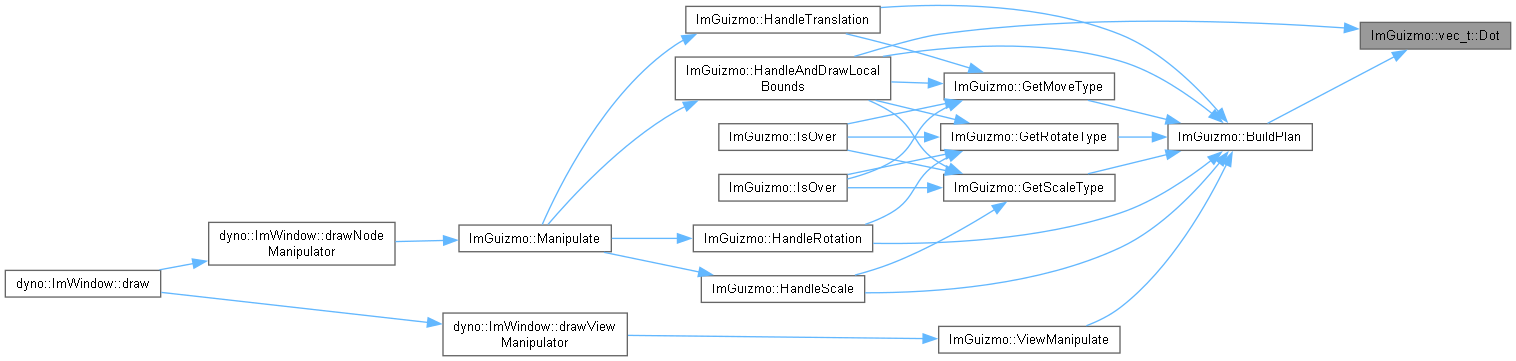 ImGuizmo::HandleTranslation
ImGuizmo::vec_t::Dot
ImGuizmo::HandleAndDrawLocal
Bounds
ImGuizmo::GetMoveType
ImGuizmo::IsOver
ImGuizmo::GetRotateType
ImGuizmo::BuildPlan
ImGuizmo::IsOver
ImGuizmo::GetScaleType
dyno::ImWindow::drawNode
Manipulator
ImGuizmo::Manipulate
ImGuizmo::HandleRotation
dyno::ImWindow::draw
ImGuizmo::HandleScale
dyno::ImWindow::drawView
Manipulator
ImGuizmo::ViewManipulate